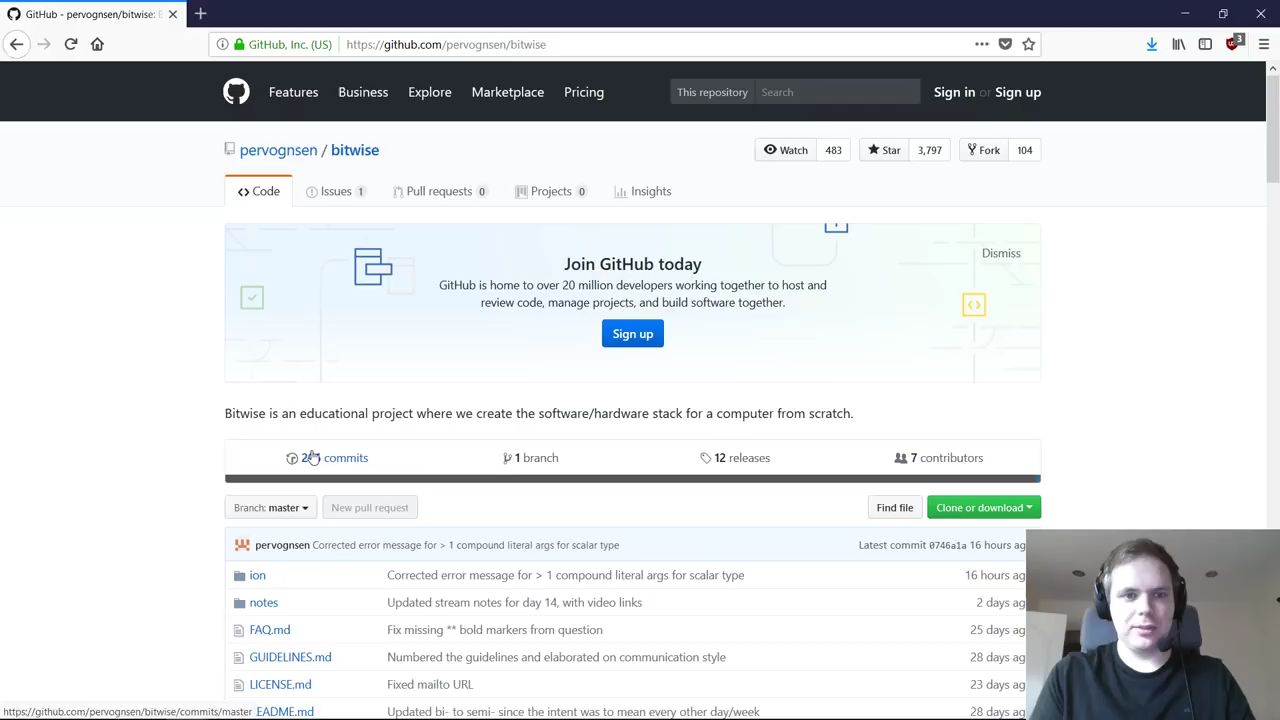 GitHub - pervognsen/bitwise:
GitHub, Inc. (US) https://github.com/pervognsen/bitwise
3
Features Business Explore Marketplace Pricing This repository Search Sign in or Sign up
pervognsen / bitwise
Watch 483 Star 3,797 Fork 104
Code Issues 1 Pull requests 0 Projects 0 Insights
Join GitHub today
Dismiss
GitHub is home to over 20 million developers working together to host and
review code, manage projects, and build software together.
Sign up
Bitwise is an educational project where we create the software/hardware stack for a computer from scratch.
commits 1 branch 12 releases 7 contributors
Branch: master New pull request Find file Clone or download
pervognsen Corrected error message for > 1 compound literal args for scalar type Latest commit 0746a1a 16 hours ag
ion Corrected error message for > 1 compound literal args for scalar type 16 hours ag
notes Updated stream notes for day 14, with video links 2 days ag
FAQ.md Fix missing ** bold markers from question 25 days ag
GUIDELINES.md Numbered the guidelines and elaborated on communication style 28 days ag
LICENSE.md Fixed mailto URL 23 days ag
https://github.com/pervognsen/bitwise/commits/master EADME.md Updated bi- to semi- since the intent was to mean every other day/week 28 days ag